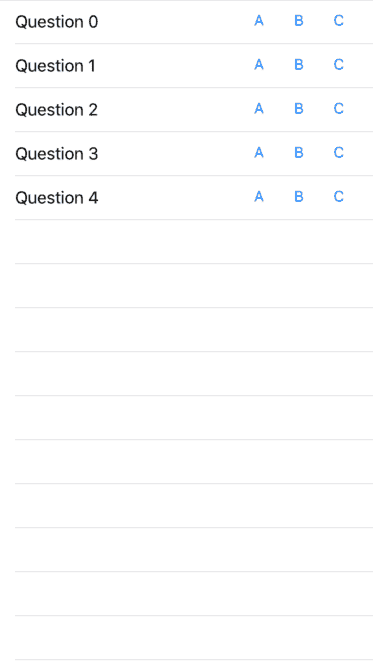 Question 0 A B C
Question 1 A B C
Question 2 A B C
Question 3 A B C
Question 4 A B C